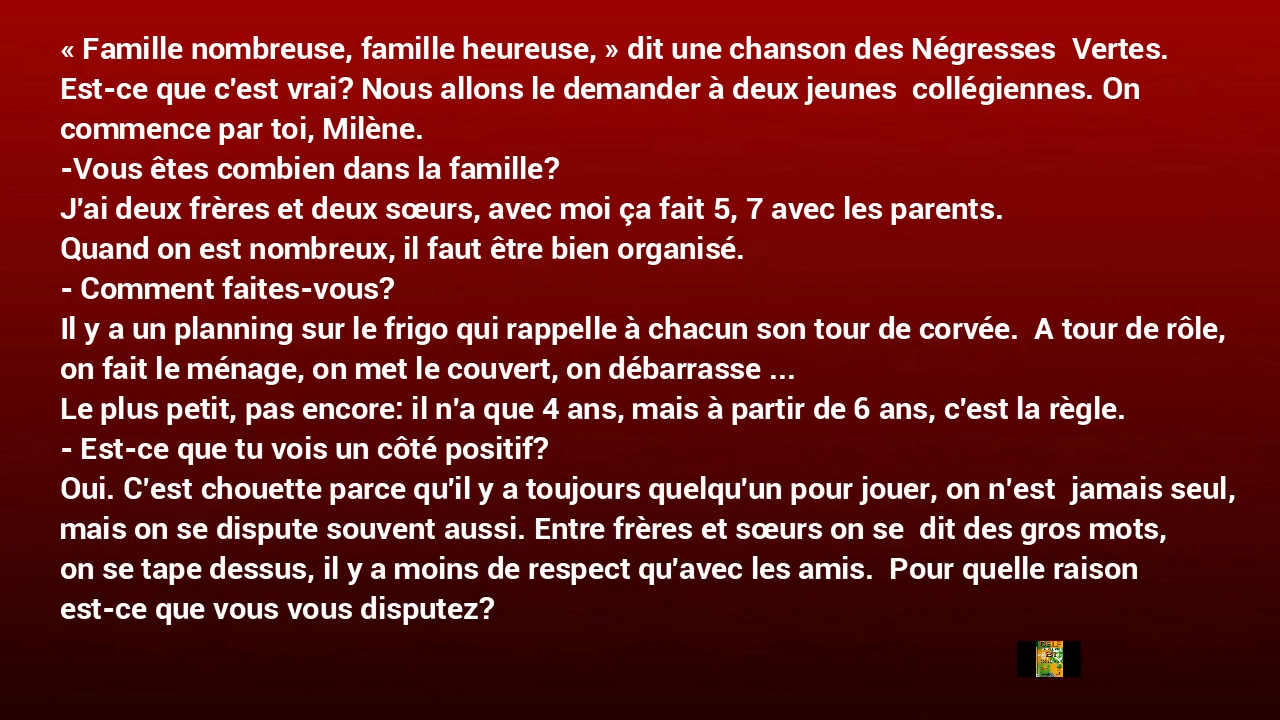 « Famille nombreuse, famille heureuse, » dit une chanson des Négresses  Vertes.
Est-ce que c'est vrai? Nous allons le demander à deux jeunes  collégiennes. On
commence par toi, Milène.
-Vous êtes combien dans la famille?
J'ai deux frères et deux sœurs, avec moi ça fait 5, 7 avec les parents.
Quand on est nombreux, il faut être bien organisé.
- Comment faites-vous?
Il y a un planning sur le frigo qui rappelle à chacun son tour de corvée.  A tour de rôle,
on fait le ménage, on met le couvert, on débarrasse ...
Le plus petit, pas encore: il n'a que 4 ans, mais à partir de 6 ans, c'est la règle.
- Est-ce que tu vois un côté positif?
Oui. C'est chouette parce qu'il y a toujours quelqu'un pour jouer, on n'est  jamais seul,
mais on se dispute souvent aussi. Entre frères et sœurs on se  dit des gros mots,
on se tape dessus, il y a moins de respect qu'avec les amis.  Pour quelle raison
est-ce que vous vous disputez?